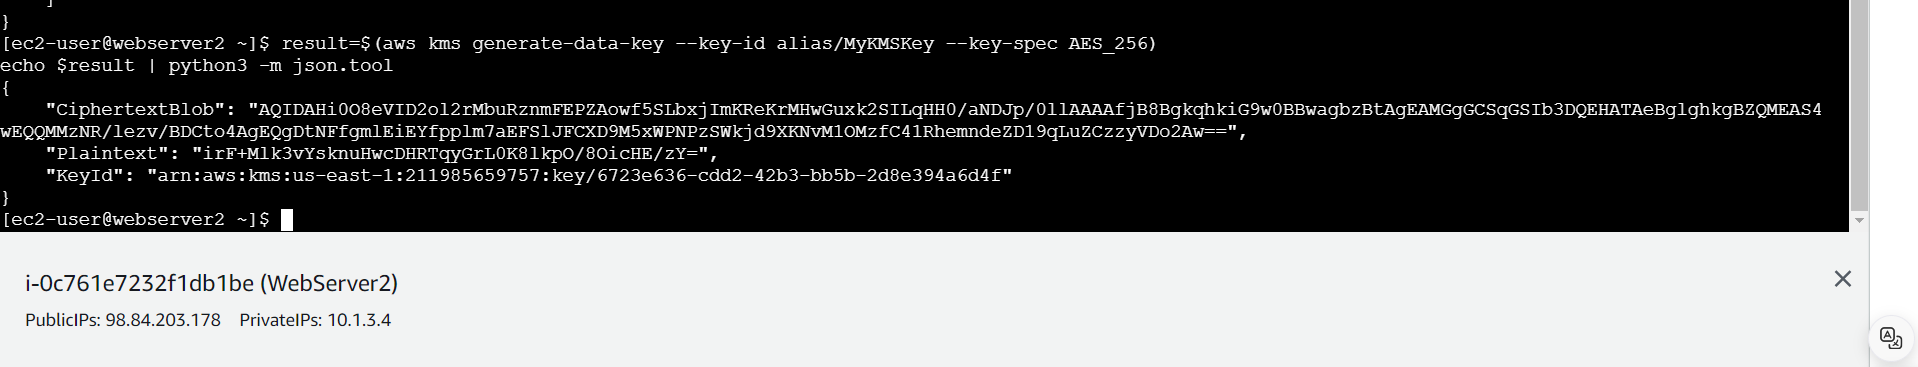 ]
}
[ec2-user@webserver2 ~]$ result=$(aws kms generate-data-key --key-id alias/MyKMSKey --key-spec AES_256)
echo $result | python3 -m json.tool
{
    "CiphertextBlob": "AQIDAHi0O8eVID2ol2rMbuRznmFEPZAowf5SLbxjImKReKrMHwGuxk2SILqHH0/aNDJp/0llAAAAfjB8BgkqhkiG9w0BBwagbzBtAgEAMGgGCSqGSIb3DQEHATAeBglghkgBZQMEAS4
wEQQMMzNR/lezv/BDCto4AgEQgDtNFfgmlEiEYfpplm7aEFSlJFCXD9M5xWPNPzSWkjd9XKNvM1OMzfC41RhemndeZD19qLuZCzzyVDo2Aw==",
    "Plaintext": "irF+Mlk3vYsknuHwcDHRTqyGrL0K8lkpO/8OicHE/zY=",
    "KeyId": "arn:aws:kms:us-east-1:211985659757:key/6723e636-cdd2-42b3-bb5b-2d8e394a6d4f"
}
[ec2-user@webserver2 ~]$
i-0c761e7232f1db1be (WebServer2)
PublicIPs: 98.84.203.178 PrivateIPs: 10.1.3.4